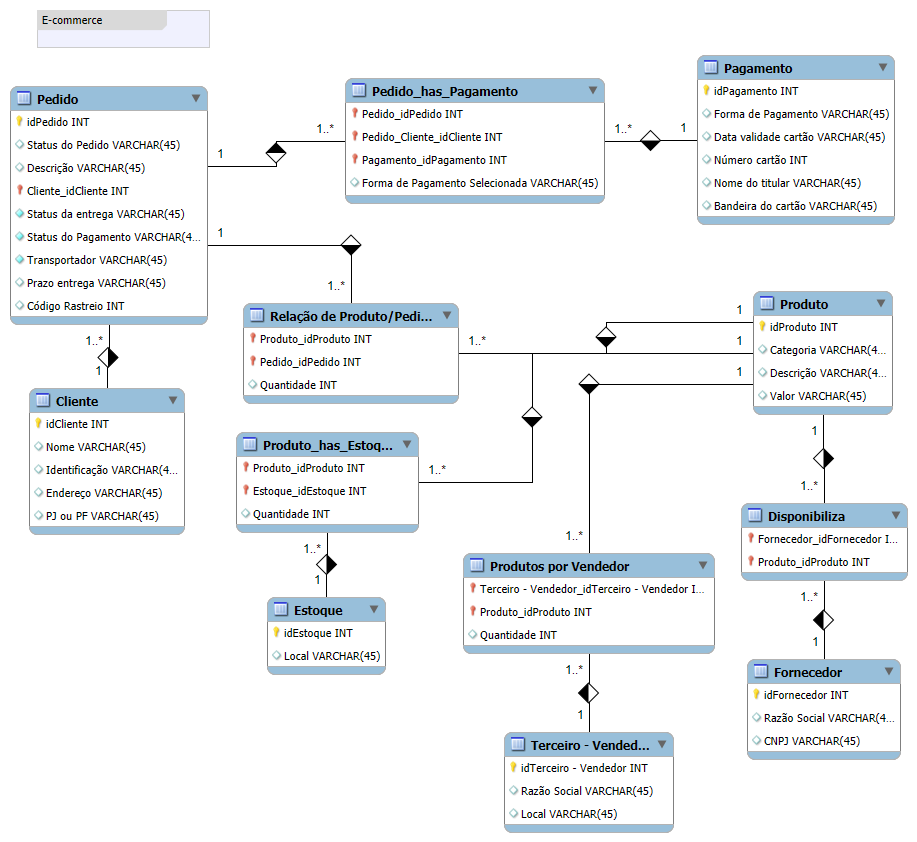 E-commerce
Pedido
idPedido INT
Status do Pedido VARCHAR(45)
Descrição VARCHAR(45)
Cliente_idCliente INT
Status da entrega VARCHAR(45)
Status do Pagamento VARCHAR(4...
Transportador VARCHAR(45)
Prazo entrega VARCHAR(45)
Código Rastreio INT
1
1..*
1
1..*
1..*
1
Pedido_has_Pagamento
Pedido_idPedido INT
Pedido_Cliente_idCliente INT
Pagamento_idPagamento INT
Forma de Pagamento Selecionada VARCHAR(45)
1..*
1
Pagamento
idPagamento INT
Forma de Pagamento VARCHAR(45)
Data validade cartão VARCHAR(45)
Número cartão INT
Nome do titular VARCHAR(45)
Bandeira do cartão VARCHAR(45)
Relação de Produto/Pedi...
Produto_idProduto INT
Pedido_idPedido INT
Quantidade INT
1..*
1
1
1
Produto
idProduto INT
Categoria VARCHAR(4...
Descrição VARCHAR(4...
Valor VARCHAR(45)
Cliente
idCliente INT
Nome VARCHAR(45)
Identificação VARCHAR(4...
Endereço VARCHAR(45)
PJ ou PF VARCHAR(45)
Produto_has_Estoq...
Produto_idProduto INT
Estoque_idEstoque INT
Quantidade INT
1..*
1..*
1
Estoque
idEstoque INT
Local VARCHAR(45)
1..*
Produtos por Vendedor
Terceiro - Vendedor_idTerceiro - Vendedor I...
Produto_idProduto INT
Quantidade INT
1..*
1
Terceiro - Vended...
idTerceiro - Vendedor INT
Razão Social VARCHAR(45)
Local VARCHAR(45)
1
1..*
Disponibiliza
Fornecedor_idFornecedor I...
Produto_idProduto INT
1..*
1
Fornecedor
idFornecedor INT
Razão Social VARCHAR(4...
CNPJ VARCHAR(45)